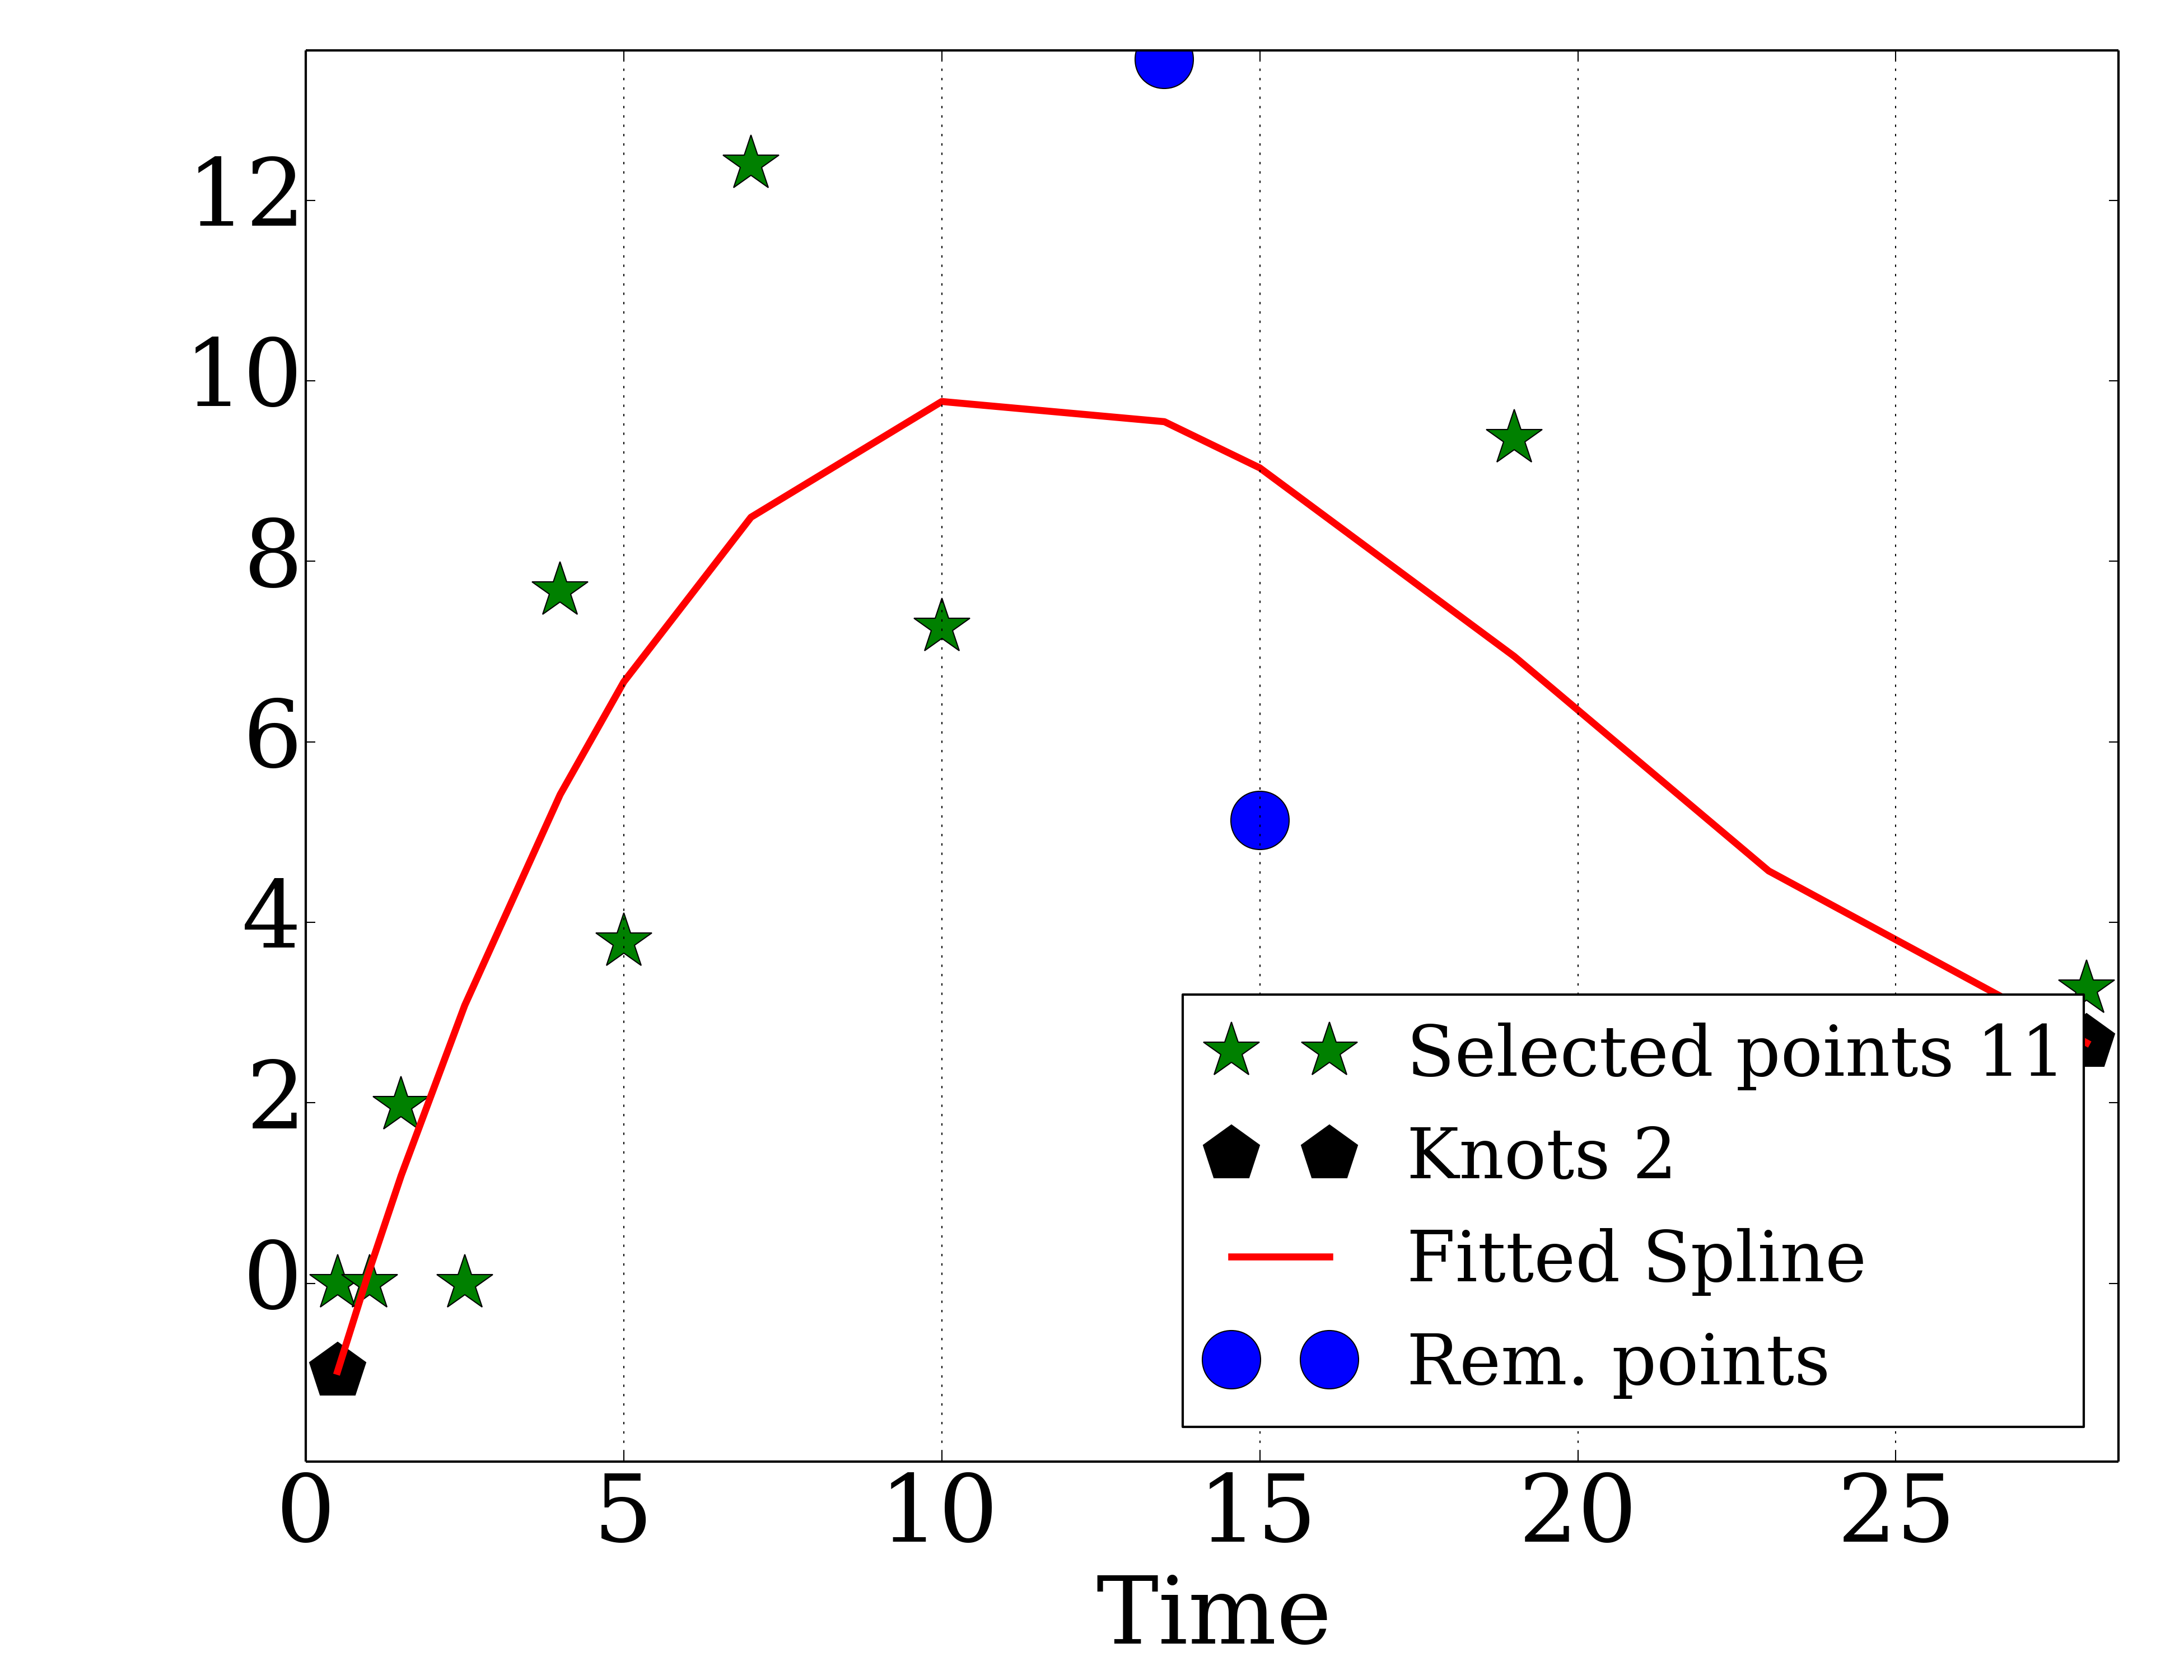 12
10
8
6
4
2
0
Selected points 11
Knots 2
Fitted Spline
Rem. points
0 5 10 15 20 25
Time